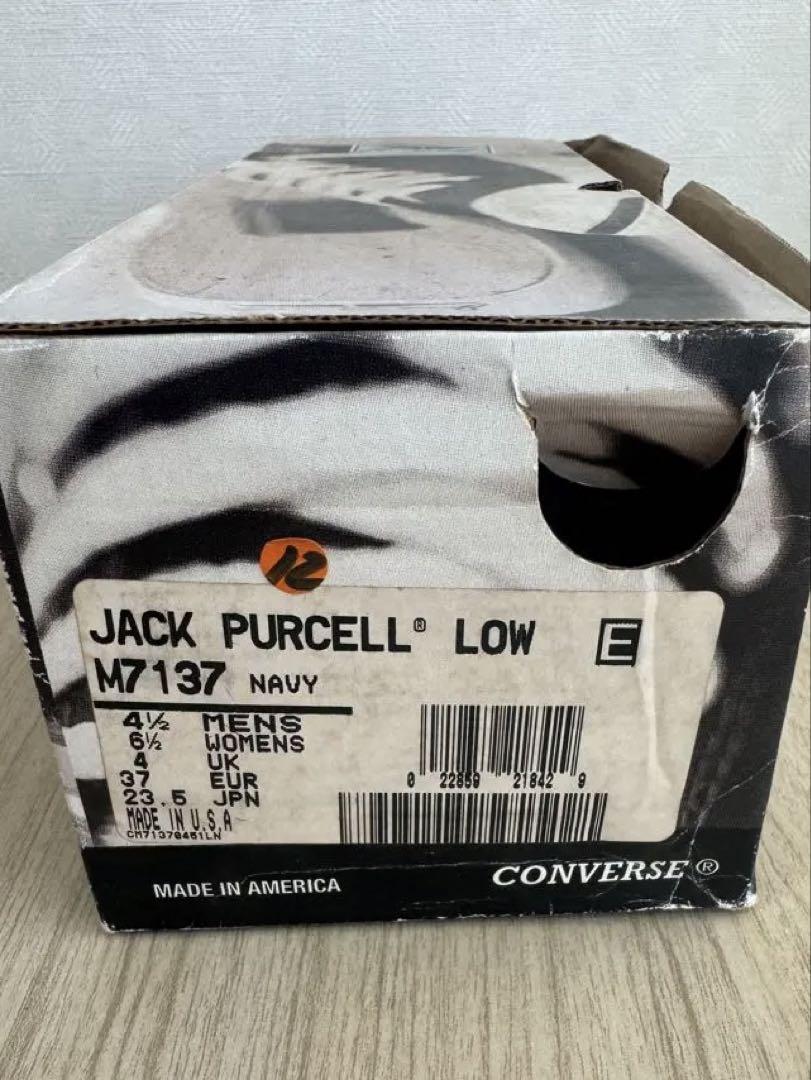 12
JACK PURCELL® LOW E
M7137 NAVY
4½ MENS
6½ WOMENS
4 UK
37 EUR
23.5 JPN
MADE IN U.S.A
0 22859 21842 9
MADE IN AMERICA
CONVERSE®